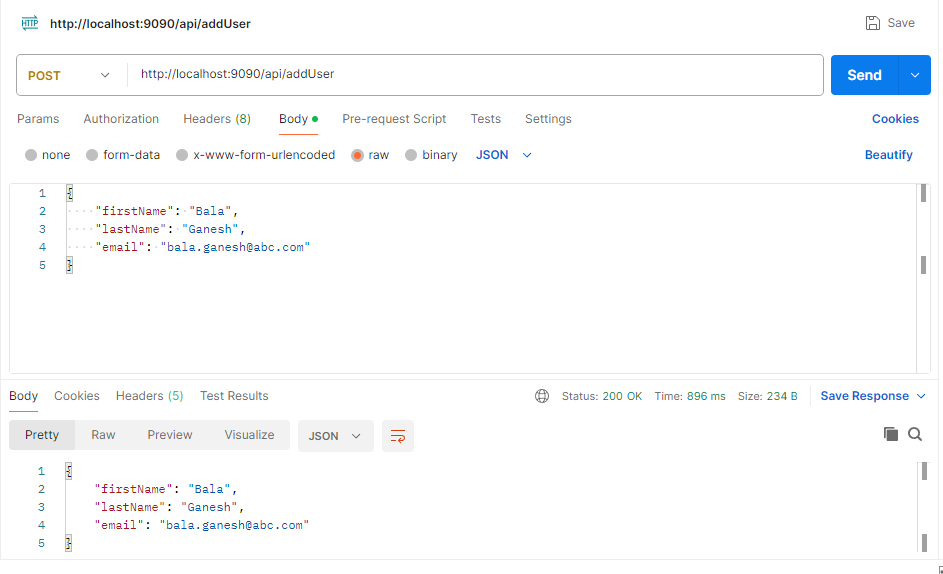 HTTP http://localhost:9090/api/addUser Save
POST http://localhost:9090/api/addUser Send
Params Authorization Headers (8) Body Pre-request Script Tests Settings Cookies
none form-data x-www-form-urlencoded raw binary JSON Beautify
1 {
2 "firstName": "Bala",
3 "lastName": "Ganesh",
4 "email": "bala.ganesh@abc.com"
5 }
Body Cookies Headers (5) Test Results Status: 200 OK Time: 896 ms Size: 234 B Save Response
Pretty Raw Preview Visualize JSON
1 {
2 "firstName": "Bala",
3 "lastName": "Ganesh",
4 "email": "bala.ganesh@abc.com"
5 }